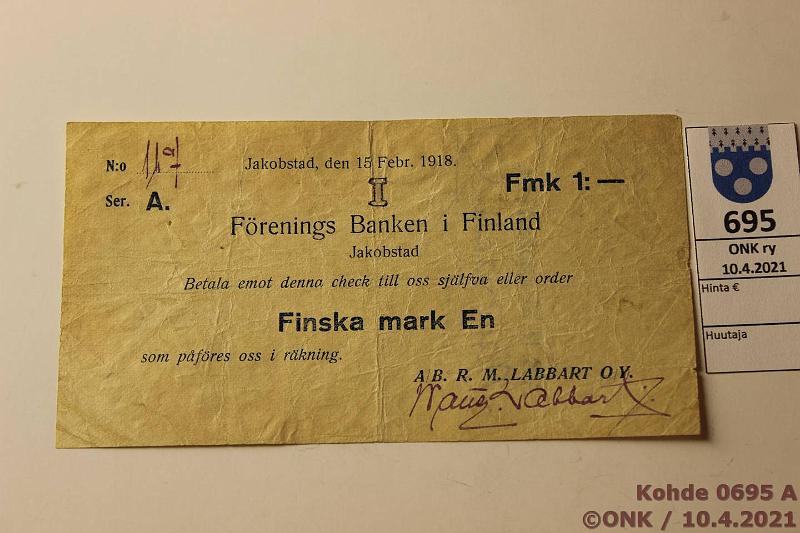 N:o 117 Jakobstad, den 15 Febr. 1918.
Ser. A. I Fmk 1: —
Förenings Banken i Finland
Jakobstad
Betala emot denna check till oss själfva eller order
Finska mark En
som påföres oss i räkning.
A/B. R. M. LABBART O/Y.
Labbart
695
ONK ry
10.4.2021
Hinta €
Huutaja
Kohde 0695 A
©ONK / 10.4.2021